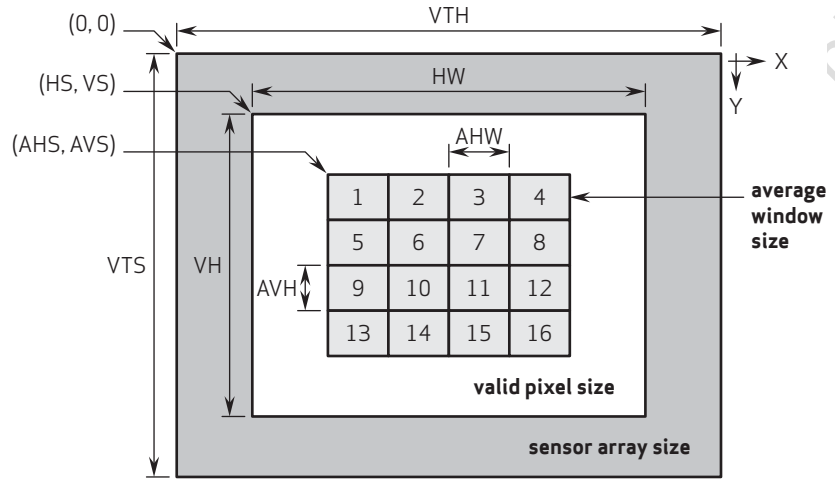 (0, 0)
VTH
X
Y
(HS, VS)
HW
(AHS, AVS)
AHW
1 2 3 4
average
window
size
5 6 7 8
VTS
VH
AVH
9 10 11 12
13 14 15 16
valid pixel size
sensor array size